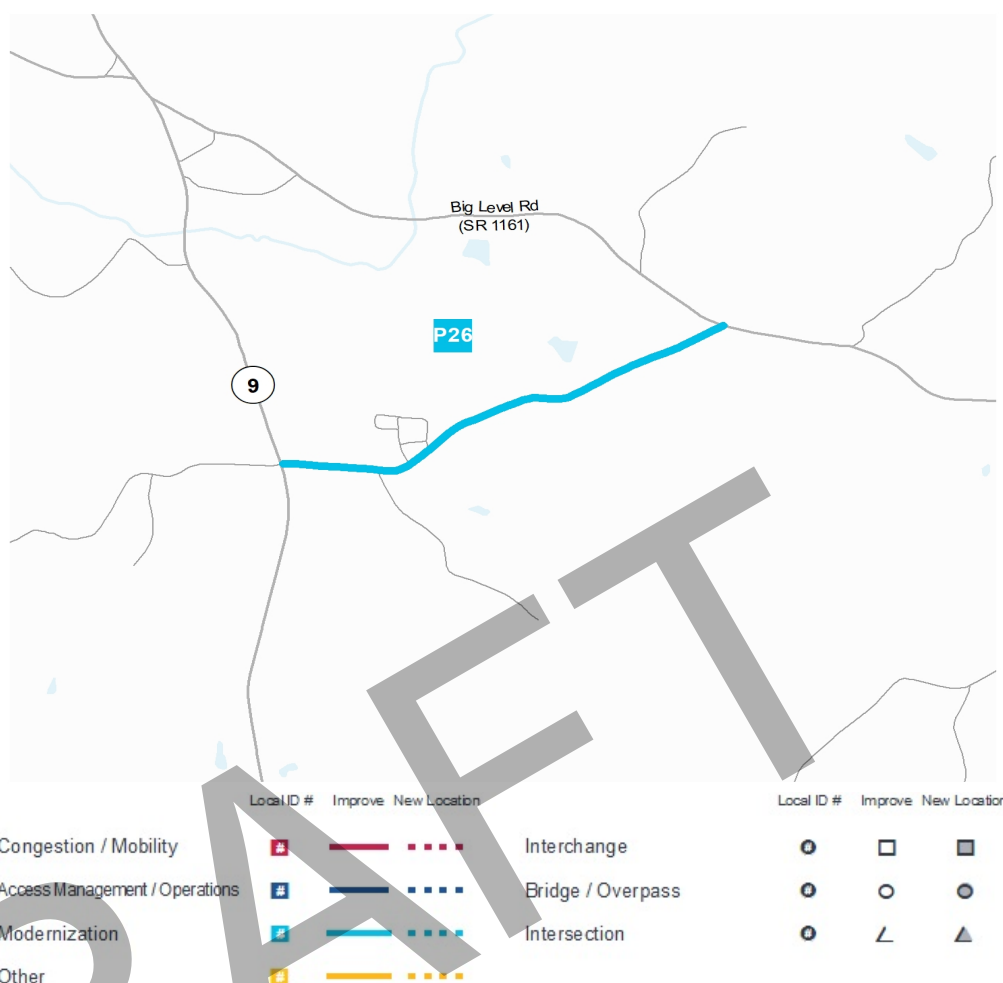 Big Level Rd
(SR 1161)
P26
9
Local ID # Improve New Location
Congestion / Mobility #
Access Management / Operations #
Modernization #
Other #
Local ID # Improve New Location
Interchange #
Bridge / Overpass #
Intersection #
RAFT